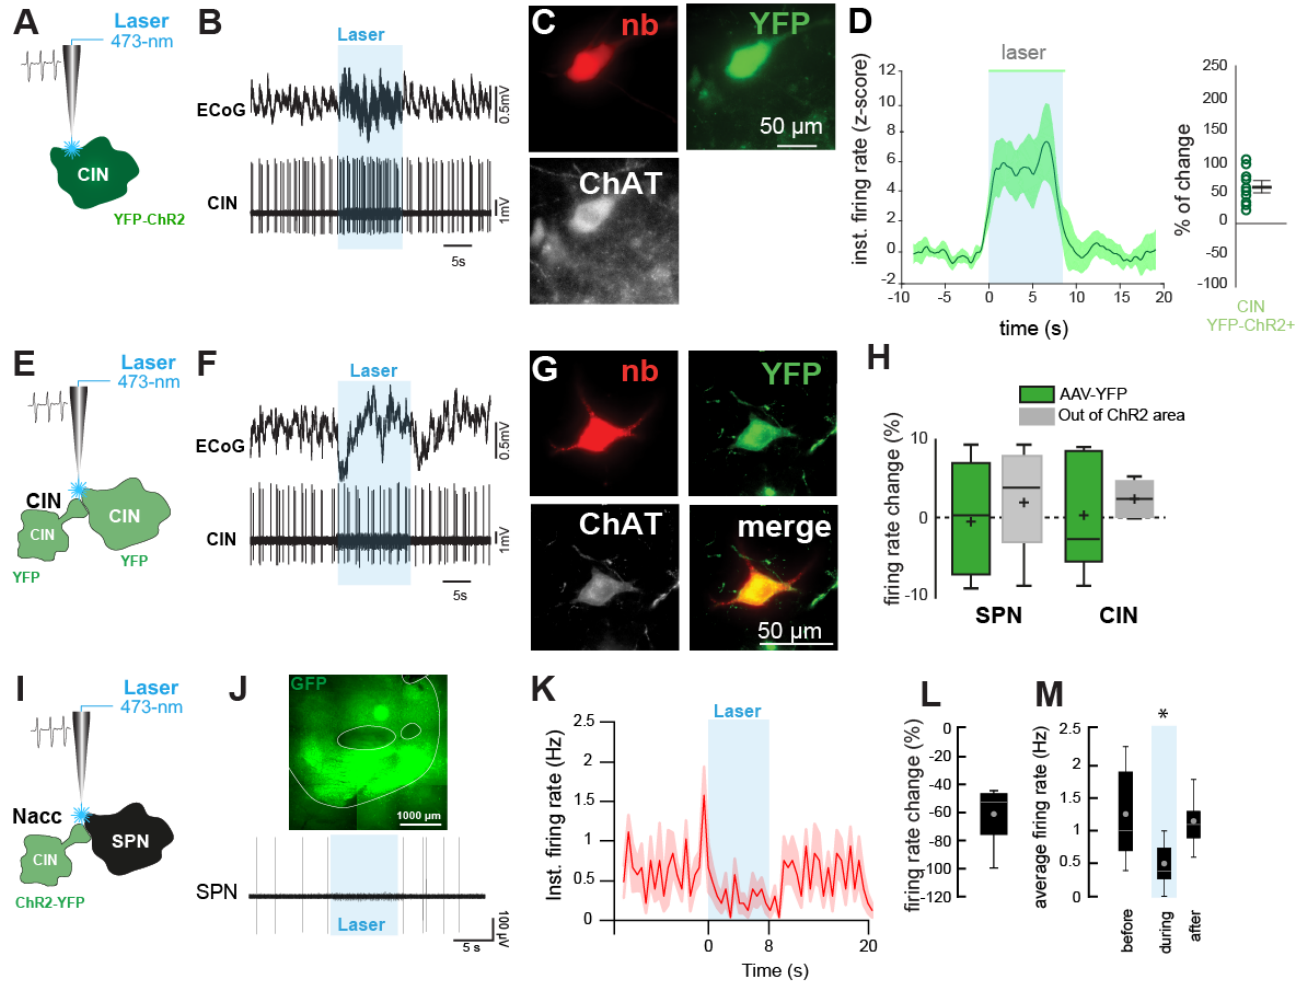 A
Laser
473-nm
CIN
YFP-ChR2
B
Laser
ECoG
0.5mV
CIN
1mV
5s
C
nb
YFP
50 µm
ChAT
D
laser
inst. firing rate (z-score)
12
10
8
6
4
2
0
-2
-10
-5
0
5
10
15
20
time (s)
% of change
250
200
150
100
50
0
-50
-100
CIN
YFP-ChR2+
E
Laser
473-nm
CIN
CIN
CIN
YFP
YFP
F
Laser
ECoG
0.5mV
CIN
1mV
5s
G
nb
YFP
ChAT
merge
50 µm
H
AAV-YFP
Out of ChR2 area
firing rate change (%)
10
0
-10
SPN
CIN
I
Laser
473-nm
Nacc
SPN
CIN
ChR2-YFP
J
GFP
1000 µm
SPN
Laser
100 µV
5 s
K
Laser
Inst. firing rate (Hz)
2.5
2
1.5
1
0.5
0
0
8
20
Time (s)
L
firing rate change (%)
0
-20
-40
-60
-80
-100
-120
M
*
average firing rate (Hz)
2.5
2
1.5
1
0.5
0
before
during
after